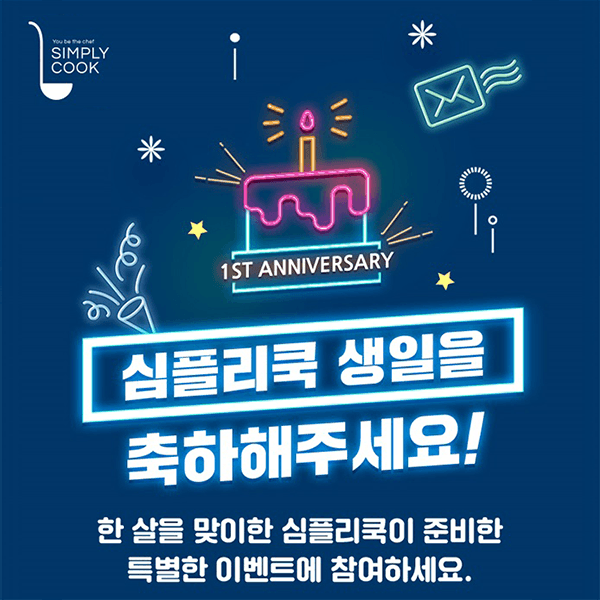 You be the chef
SIMPLY
COOK
1ST ANNIVERSARY
심플리쿡 생일을
축하해주세요!
한 살을 맞이한 심플리쿡이 준비한
특별한 이벤트에 참여하세요.